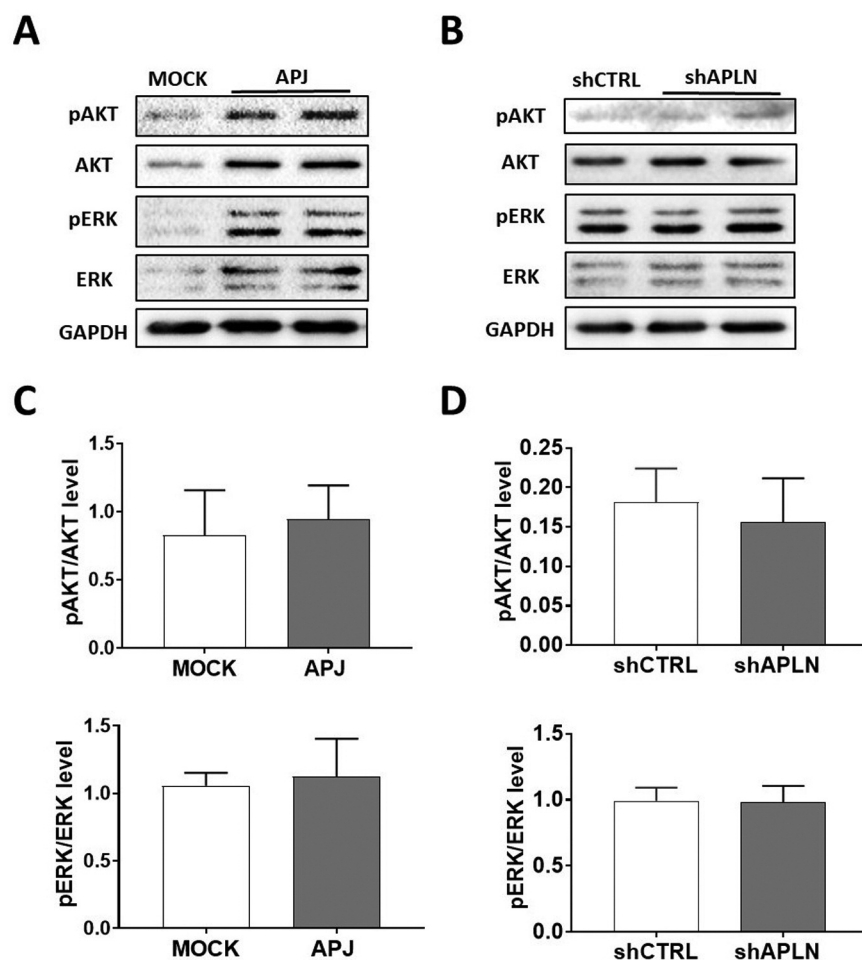 A
MOCK APJ
pAKT
AKT
pERK
ERK
GAPDH
B
shCTRL shAPLN
pAKT
AKT
pERK
ERK
GAPDH
C
pAKT/AKT level
1.5
1.0
0.5
0.0
MOCK APJ
pERK/ERK level
1.5
1.0
0.5
0.0
MOCK APJ
D
pAKT/AKT level
0.25
0.20
0.15
0.10
0.05
0.00
shCTRL shAPLN
pERK/ERK level
1.5
1.0
0.5
0.0
shCTRL shAPLN